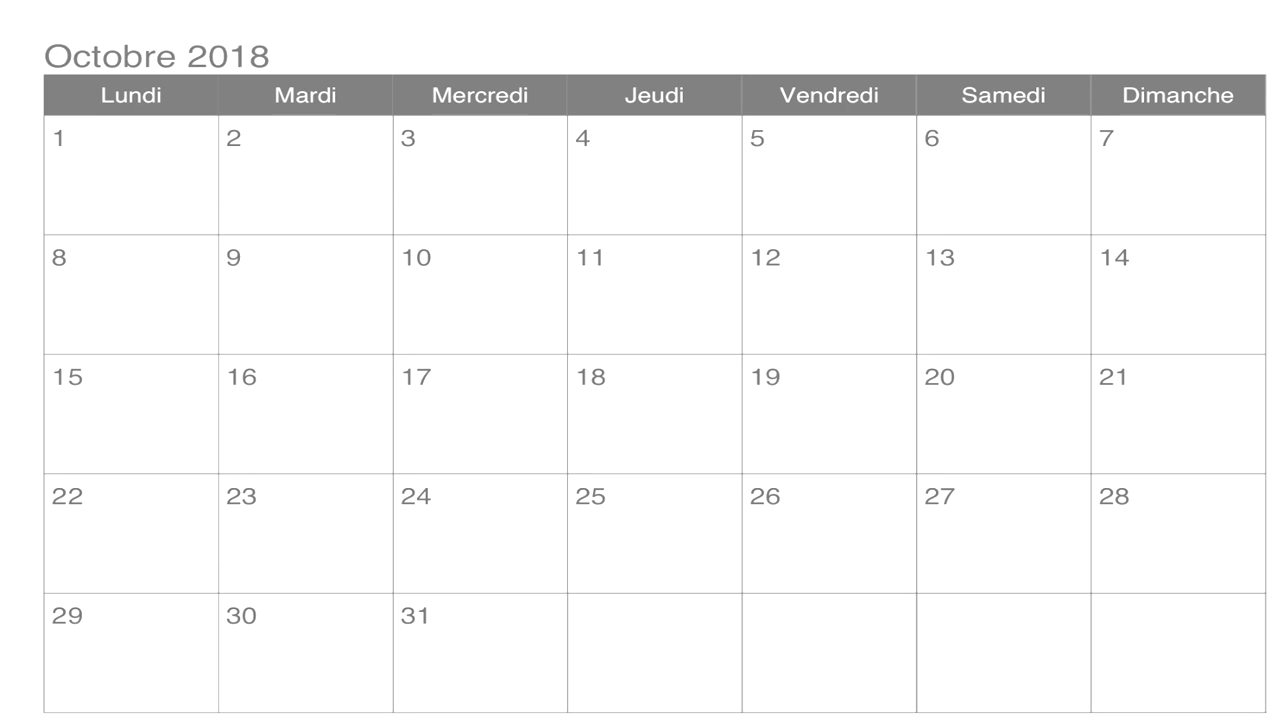 Octobre 2018
Lundi Mardi Mercredi Jeudi Vendredi Samedi Dimanche
1 2 3 4 5 6 7
8 9 10 11 12 13 14
15 16 17 18 19 20 21
22 23 24 25 26 27 28
29 30 31